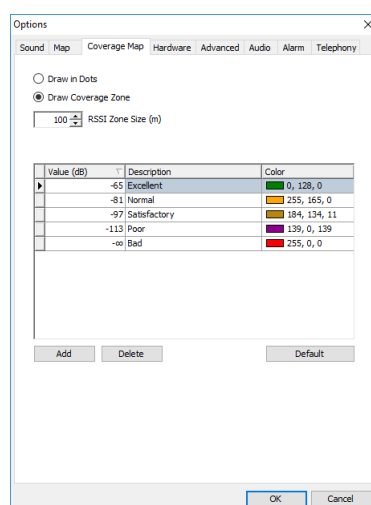 Options
Sound Map Coverage Map Hardware Advanced Audio Alarm Telephony
Draw in Dots
Draw Coverage Zone
100 RSSI Zone Size (m)
Value (dB) Description Color
-65 Excellent 0, 128, 0
-81 Normal 255, 165, 0
-97 Satisfactory 184, 134, 11
-113 Poor 139, 0, 139
-∞ Bad 255, 0, 0
Add Delete Default
OK Cancel